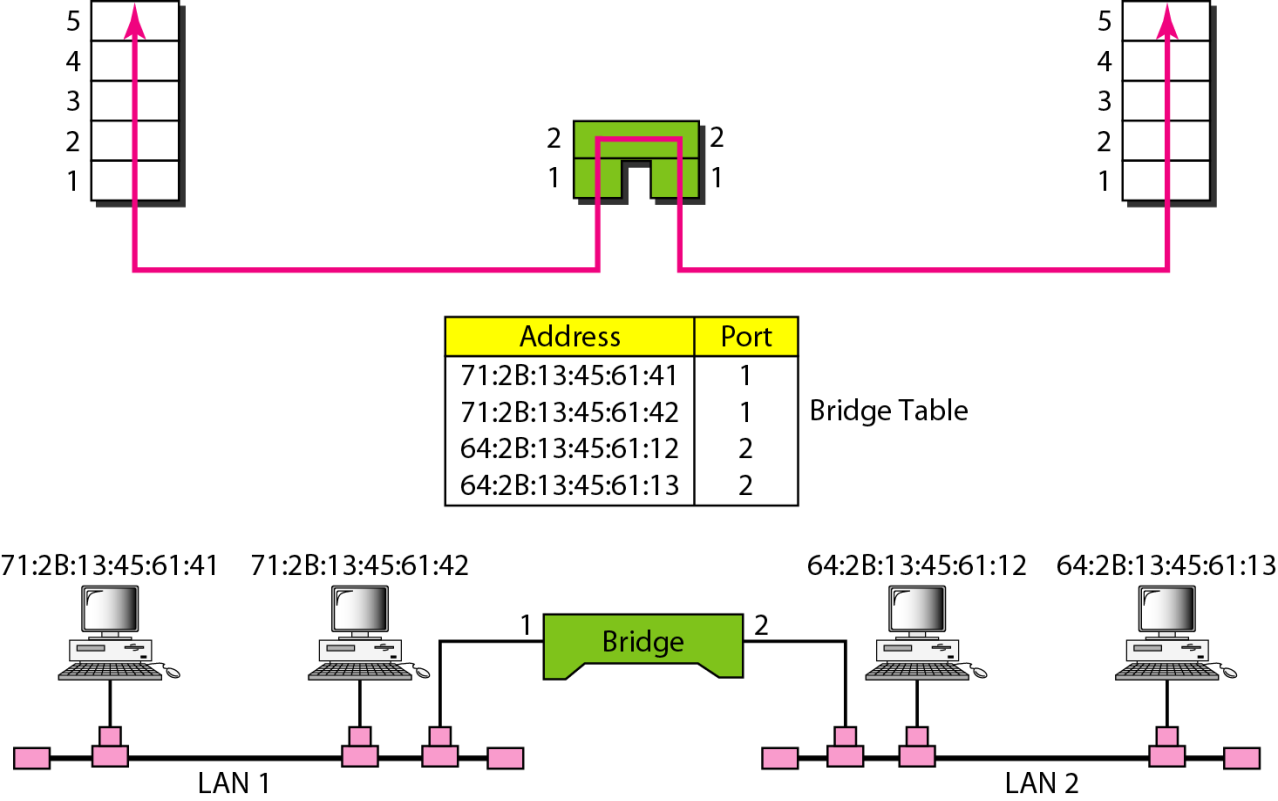 5 5
4 4
3 3
2 2 2 2
1 1 1 1
Address Port
71:2B:13:45:61:41 1
71:2B:13:45:61:42 1
Bridge Table
64:2B:13:45:61:12 2
64:2B:13:45:61:13 2
71:2B:13:45:61:41 71:2B:13:45:61:42 64:2B:13:45:61:12 64:2B:13:45:61:13
1 Bridge 2
LAN 1 LAN 2